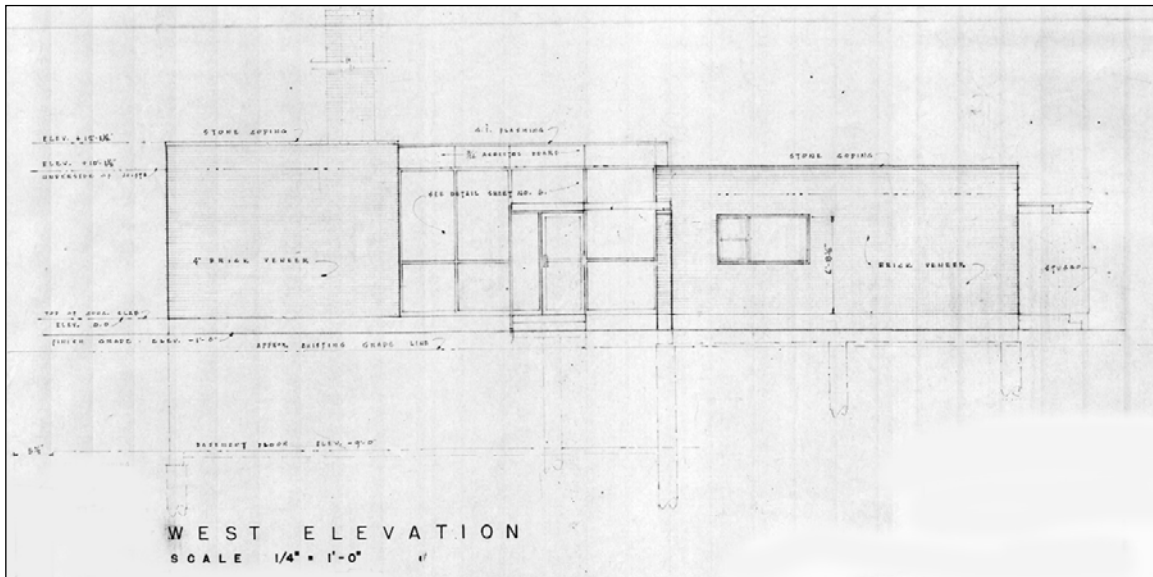 ELEV. +15'-1½"
STONE COPING
G.I. FLASHING
ELEV. +10'-1½"
UNDERSIDE OF JOISTS
STONE COPING
SEE DETAIL SHEET NO.
4" BRICK VENEER
BRICK VENEER
STUCCO
TOP OF SLAB
ELEV. 0.0
FINISH GRADE ELEV. -1'-0"
APPROX. EXISTING GRADE LINE
BASEMENT FLOOR ELEV. -9'-0"
WEST ELEVATION
SCALE 1/4" = 1'-0"